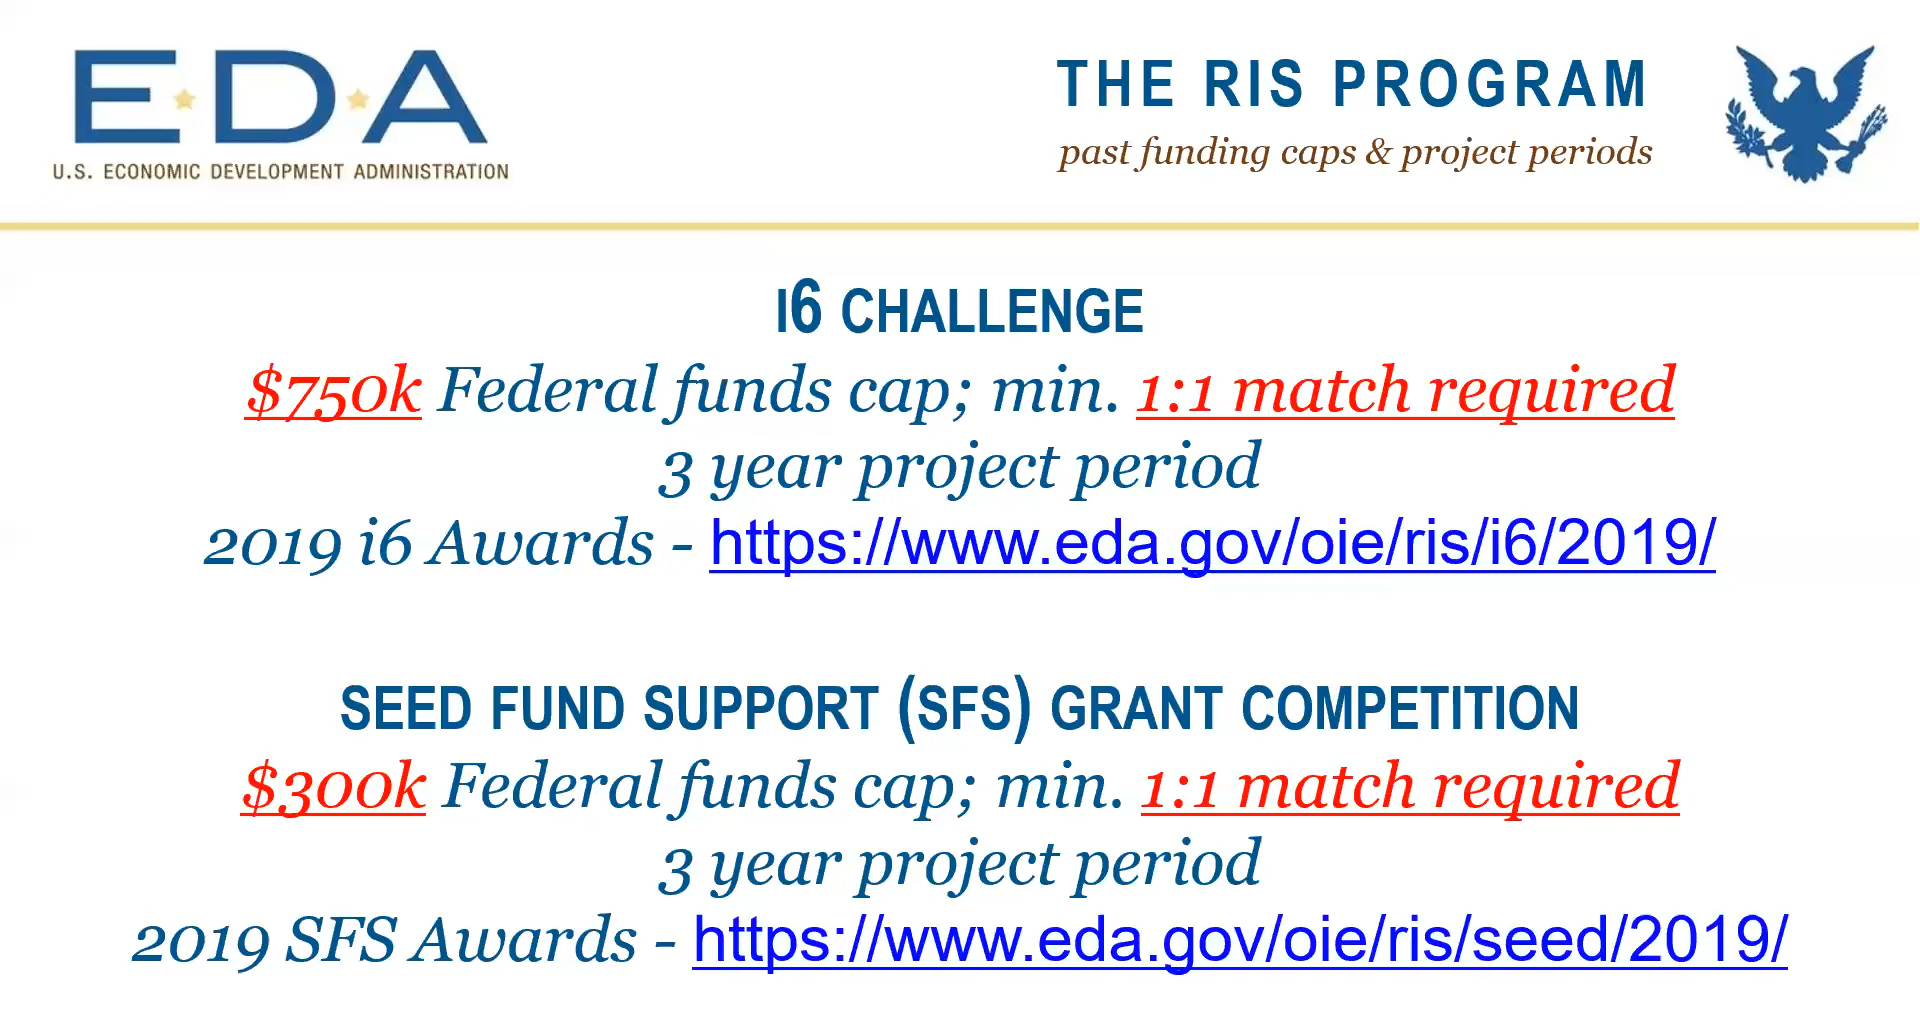 E·D·A
U.S. ECONOMIC DEVELOPMENT ADMINISTRATION
THE RIS PROGRAM
past funding caps & project periods
I6 CHALLENGE
$750k Federal funds cap; min. 1:1 match required
3 year project period
2019 i6 Awards - https://www.eda.gov/oie/ris/i6/2019/
SEED FUND SUPPORT (SFS) GRANT COMPETITION
$300k Federal funds cap; min. 1:1 match required
3 year project period
2019 SFS Awards - https://www.eda.gov/oie/ris/seed/2019/